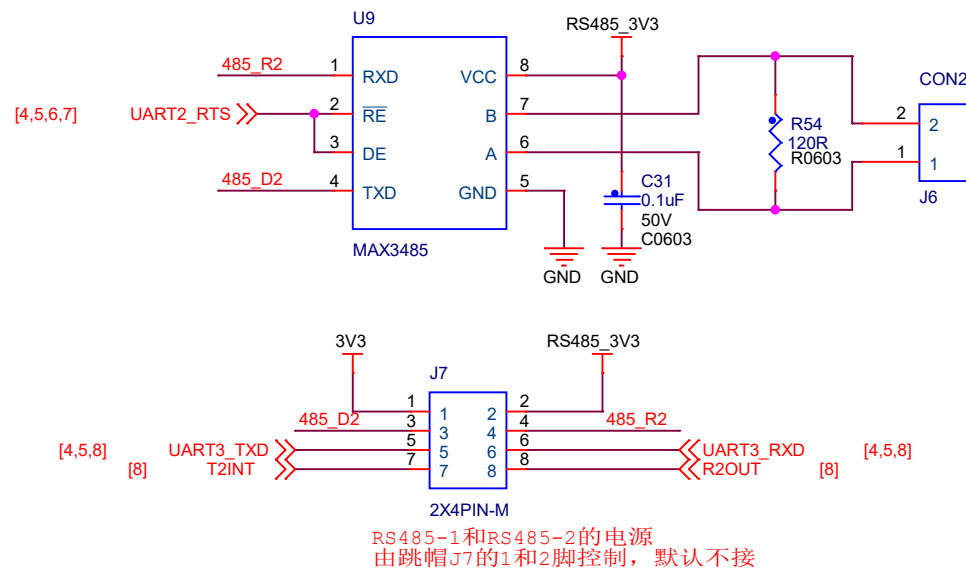 U9
RS485_3V3
485_R2 1 RXD VCC 8
CON2
[4,5,6,7] UART2_RTS 2 RE B 7
2 2
R54
120R
R0603
3 DE A 6
1 1
485_D2 4 TXD GND 5
C31
0.1uF
50V
C0603
J6
MAX3485
GND GND
3V3 RS485_3V3
J7
1 1 2 2
485_D2 3 3 4 4 485_R2
[4,5,8] UART3_TXD 5 5 6 6 UART3_RXD [4,5,8]
[8] T2INT 7 7 8 8 R2OUT [8]
2X4PIN-M
RS485-1和RS485-2的电源
由跳帽J7的1和2脚控制，默认不接